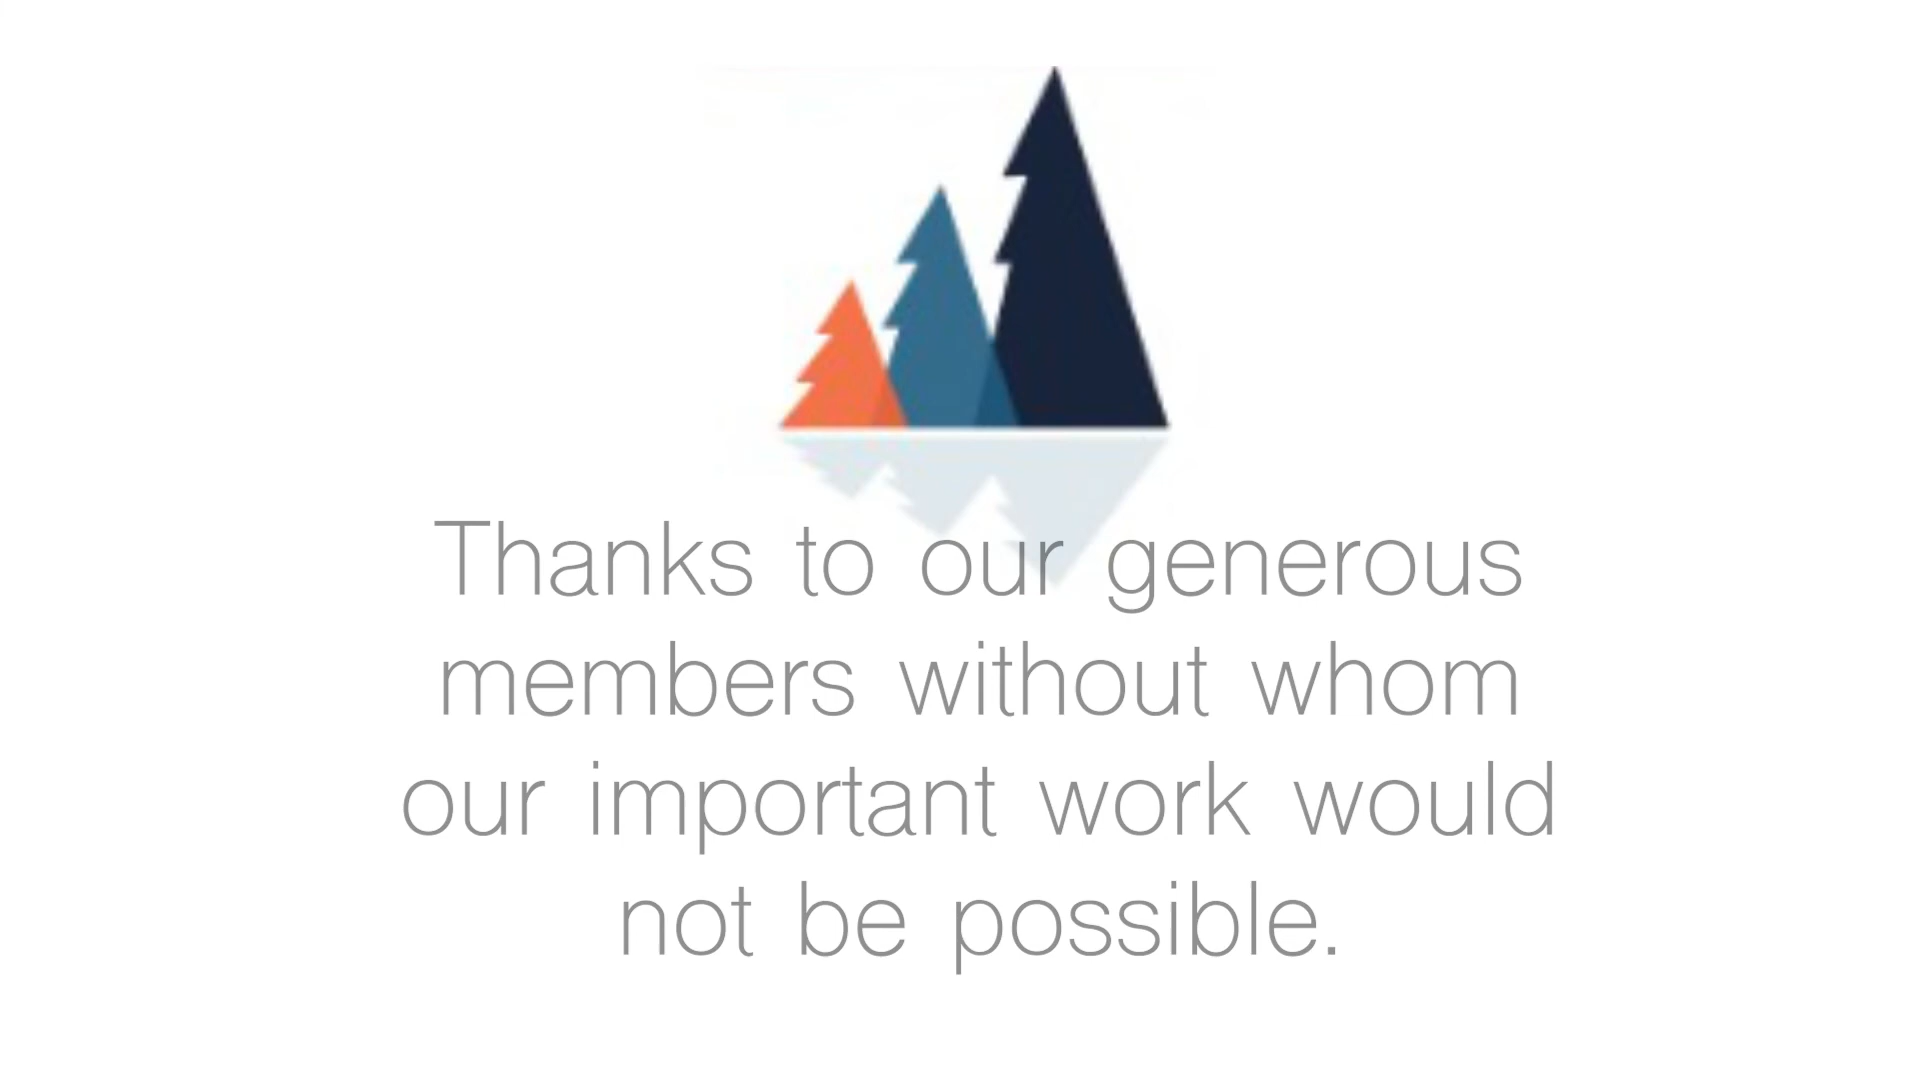 Thanks to our generous
members without whom
our important work would
not be possible.